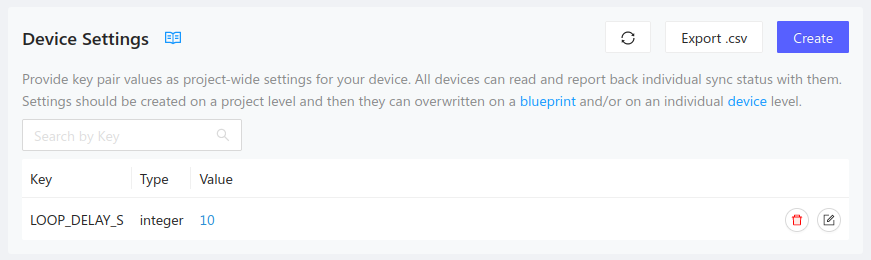 Device Settings
Export .csv
Create
Provide key pair values as project-wide settings for your device. All devices can read and report back individual sync status with them.
Settings should be created on a project level and then they can overwritten on a blueprint and/or on an individual device level.
Search by Key
Key Type Value
LOOP_DELAY_S integer 10